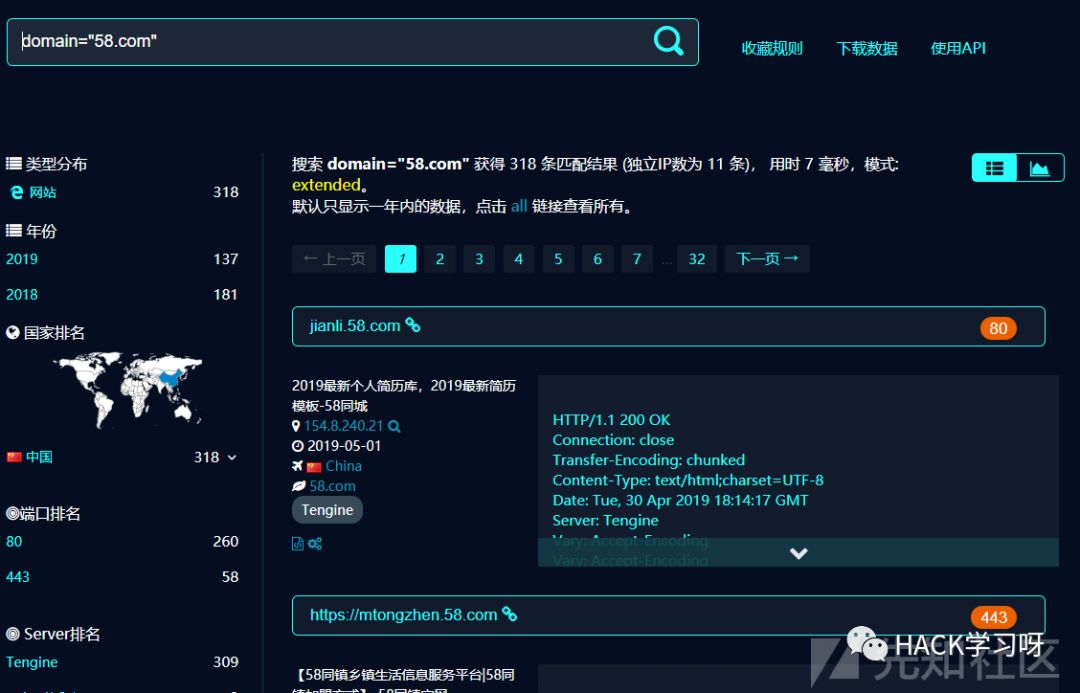 domain="58.com"
收藏规则 下载数据 使用API
类型分布
网站 318
年份
2019 137
2018 181
国家排名
中国 318
端口排名
80 260
443 58
Server排名
Tengine 309
搜索 domain="58.com" 获得 318 条匹配结果 (独立IP数为 11 条)， 用时 7 毫秒，模式:
extended。
默认只显示一年内的数据，点击 all 链接查看所有。
← 上一页 1 2 3 4 5 6 7 ... 32 下一页 →
jianli.58.com 80
2019最新个人简历库，2019最新简历
模板-58同城
154.8.240.21
2019-05-01
China
58.com
Tengine
HTTP/1.1 200 OK
Connection: close
Transfer-Encoding: chunked
Content-Type: text/html;charset=UTF-8
Date: Tue, 30 Apr 2019 18:14:17 GMT
Server: Tengine
Vary: Accept-Encoding
Vary: Accept-Encoding
https://mtongzhen.58.com 443
【58同镇乡镇生活信息服务平台|58同
HACK学习呀
先知社区